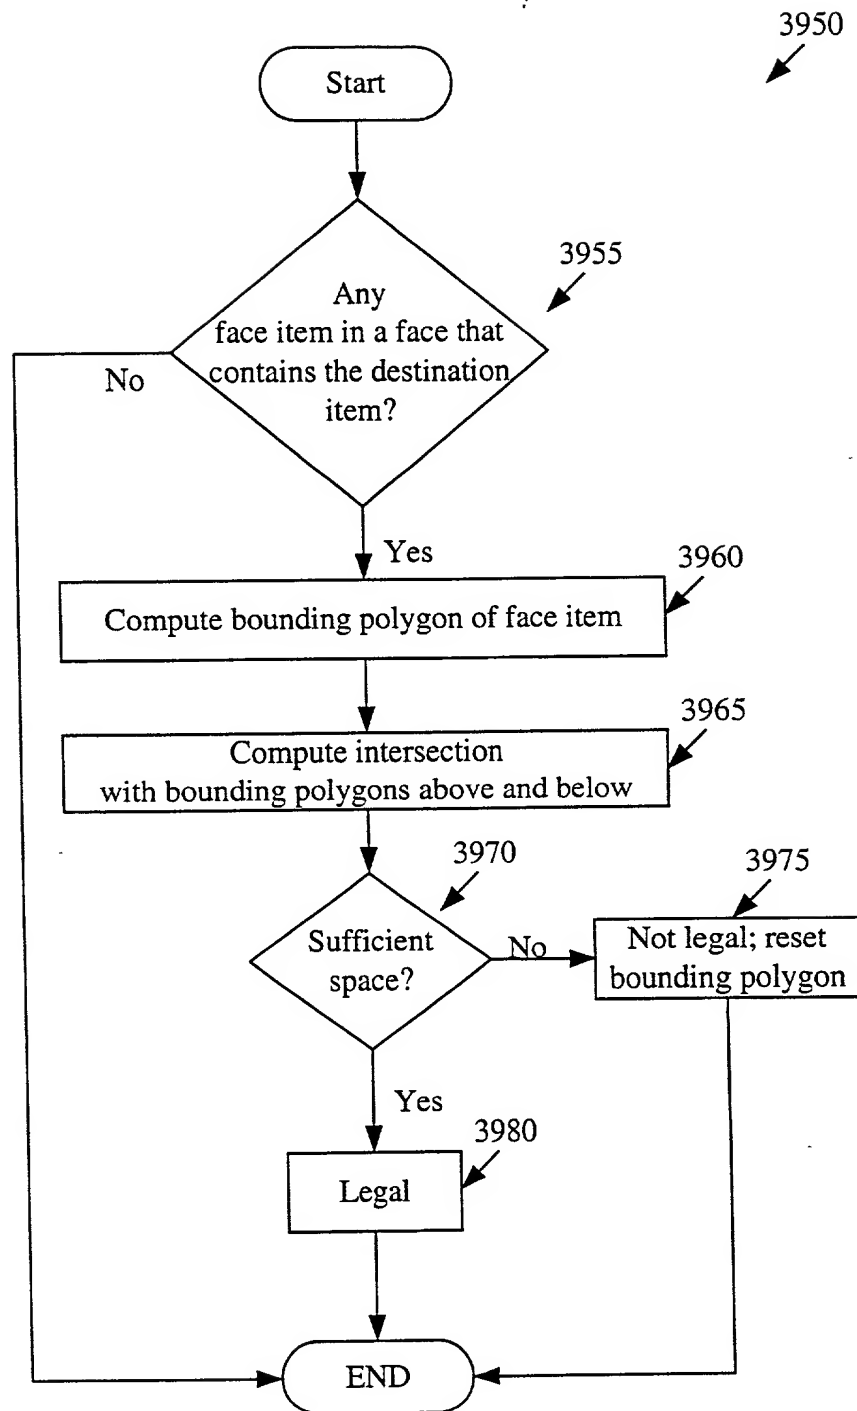 3950
Start
3955
Any
face item in a face that
contains the destination
item?
No
Yes
3960
Compute bounding polygon of face item
3965
Compute intersection
with bounding polygons above and below
3970
3975
Sufficient
space?
No
Not legal; reset
bounding polygon
Yes
3980
Legal
END